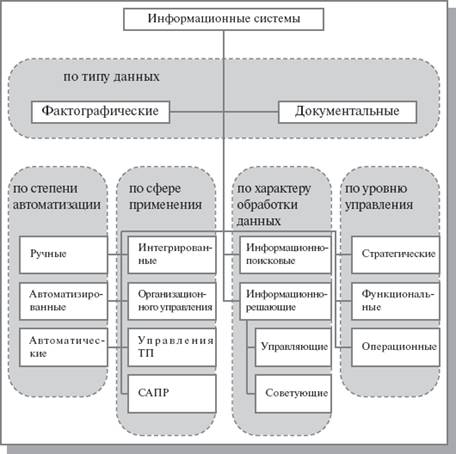 Информационные системы
по типу данных
Фактографические
Документальные
по степени
автоматизации
Ручные
Автоматизиро-
ванные
Автоматичес-
кие
по сфере
применения
Интегрирован-
ные
Организацион-
ного управления
Управления
ТП
САПР
по характеру
обработки
данных
Информационно-
поисковые
Информационно-
решающие
Управляющие
Советующие
по уровню
управления
Стратегические
Функциональ-
ные
Операционные